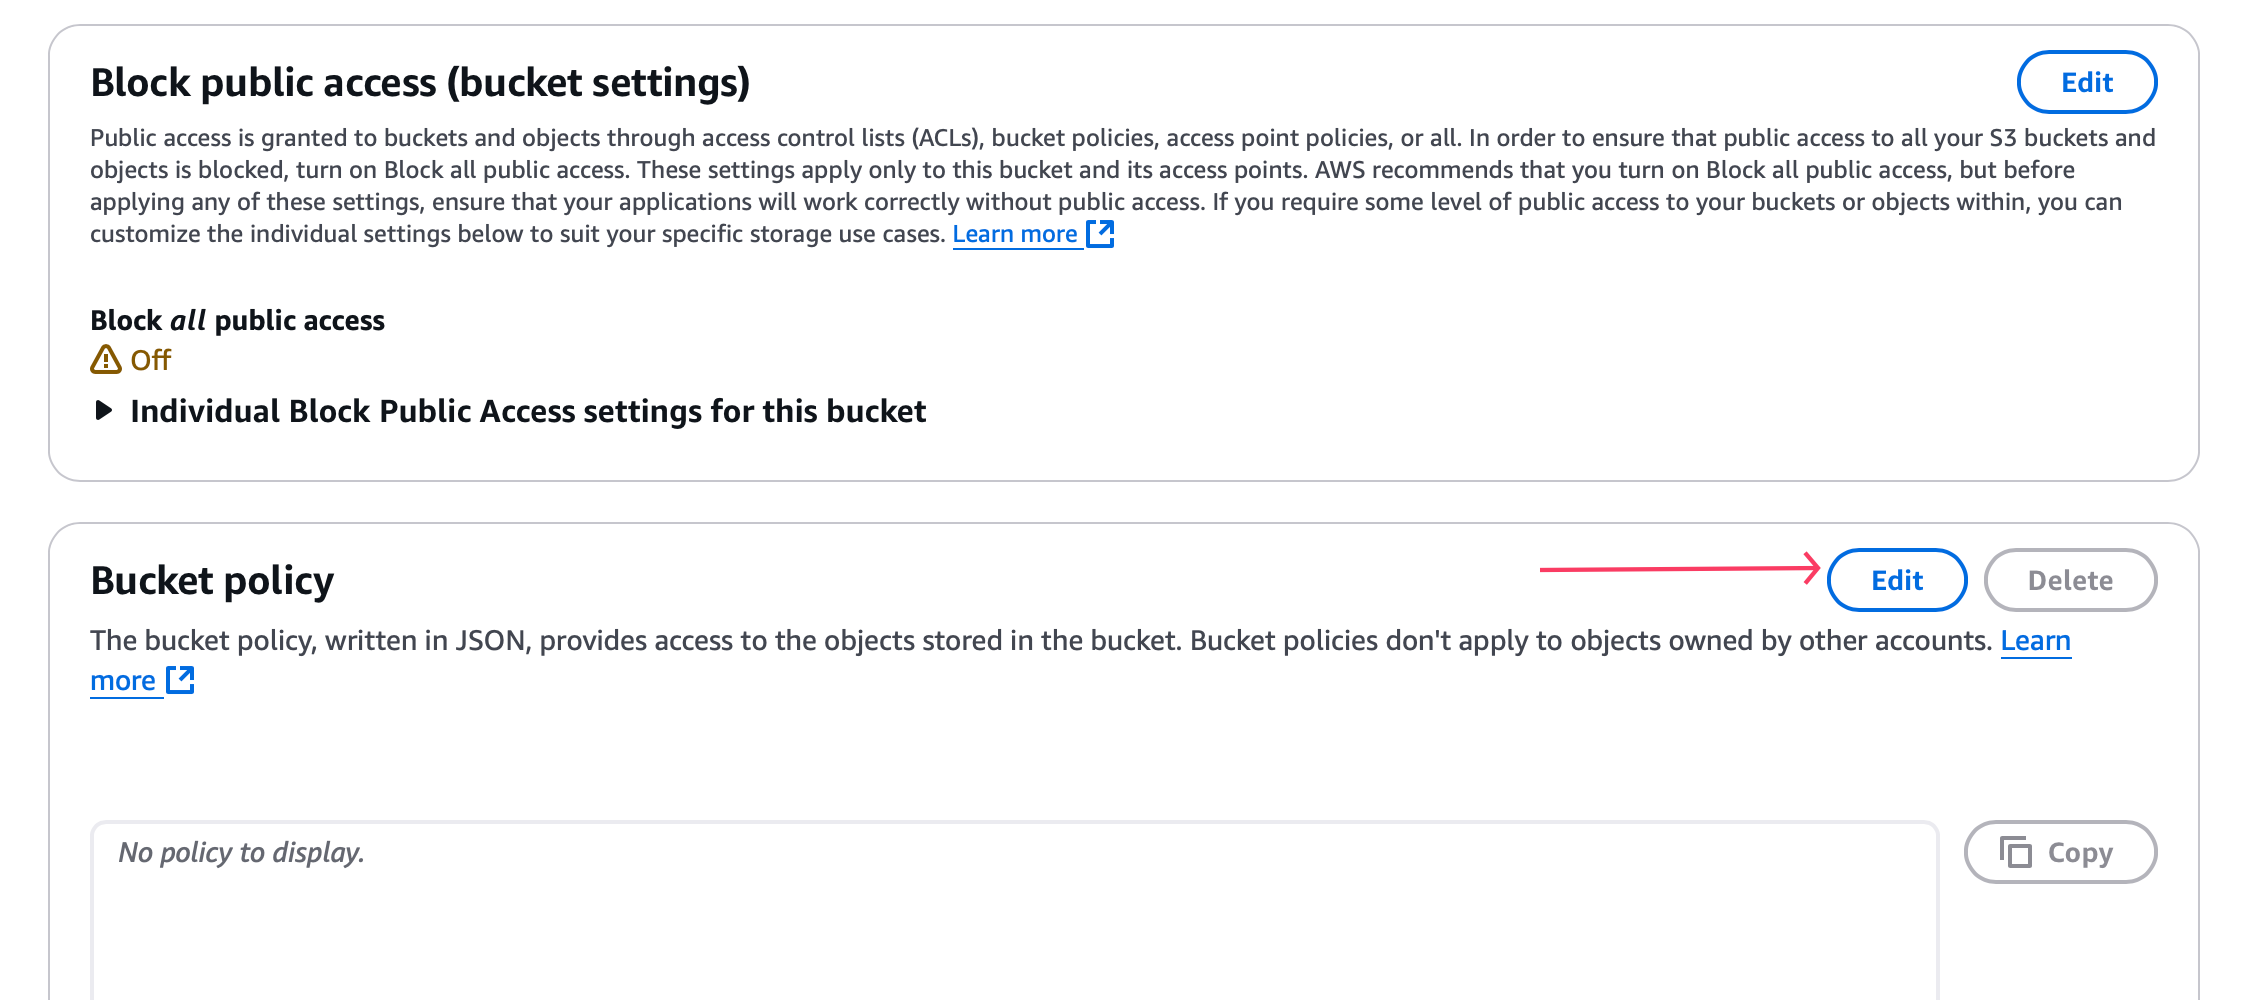 Block public access (bucket settings)
Edit
Public access is granted to buckets and objects through access control lists (ACLs), bucket policies, access point policies, or all. In order to ensure that public access to all your S3 buckets and
objects is blocked, turn on Block all public access. These settings apply only to this bucket and its access points. AWS recommends that you turn on Block all public access, but before
applying any of these settings, ensure that your applications will work correctly without public access. If you require some level of public access to your buckets or objects within, you can
customize the individual settings below to suit your specific storage use cases. Learn more
Block all public access
Off
Individual Block Public Access settings for this bucket
Bucket policy
Edit
Delete
The bucket policy, written in JSON, provides access to the objects stored in the bucket. Bucket policies don't apply to objects owned by other accounts. Learn
more
No policy to display.
Copy